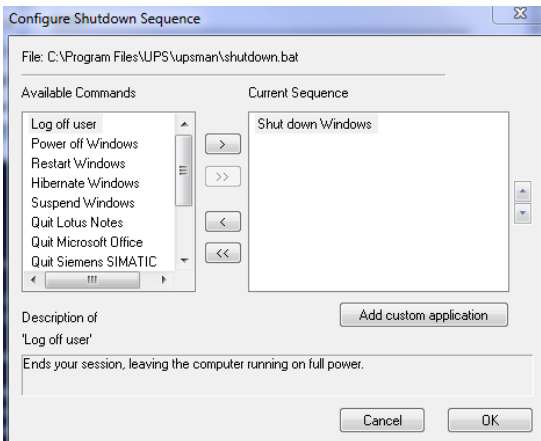 Configure Shutdown Sequence
File: C:\Program Files\UPS\upsman\shutdown.bat
Available Commands
Current Sequence
Log off user
Power off Windows
Restart Windows
Hibernate Windows
Suspend Windows
Quit Lotus Notes
Quit Microsoft Office
Quit Siemens SIMATIC
>
>>
<
<<
Shut down Windows
Add custom application
Description of
'Log off user'
Ends your session, leaving the computer running on full power.
Cancel
OK